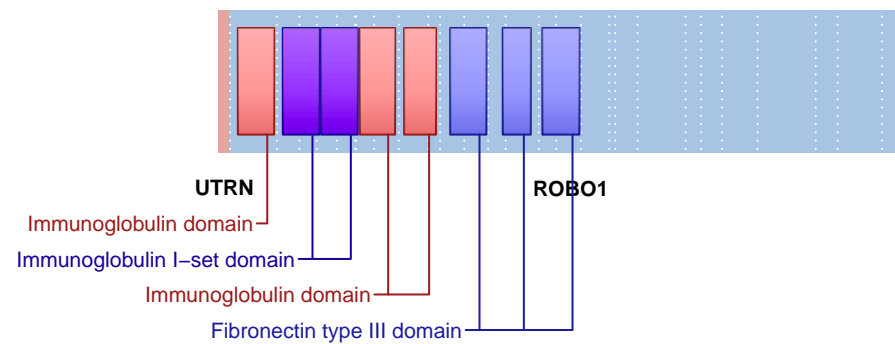 UTRN ROBO1
Immunoglobulin domain
Immunoglobulin I−set domain
Immunoglobulin domain
Fibronectin type III domain